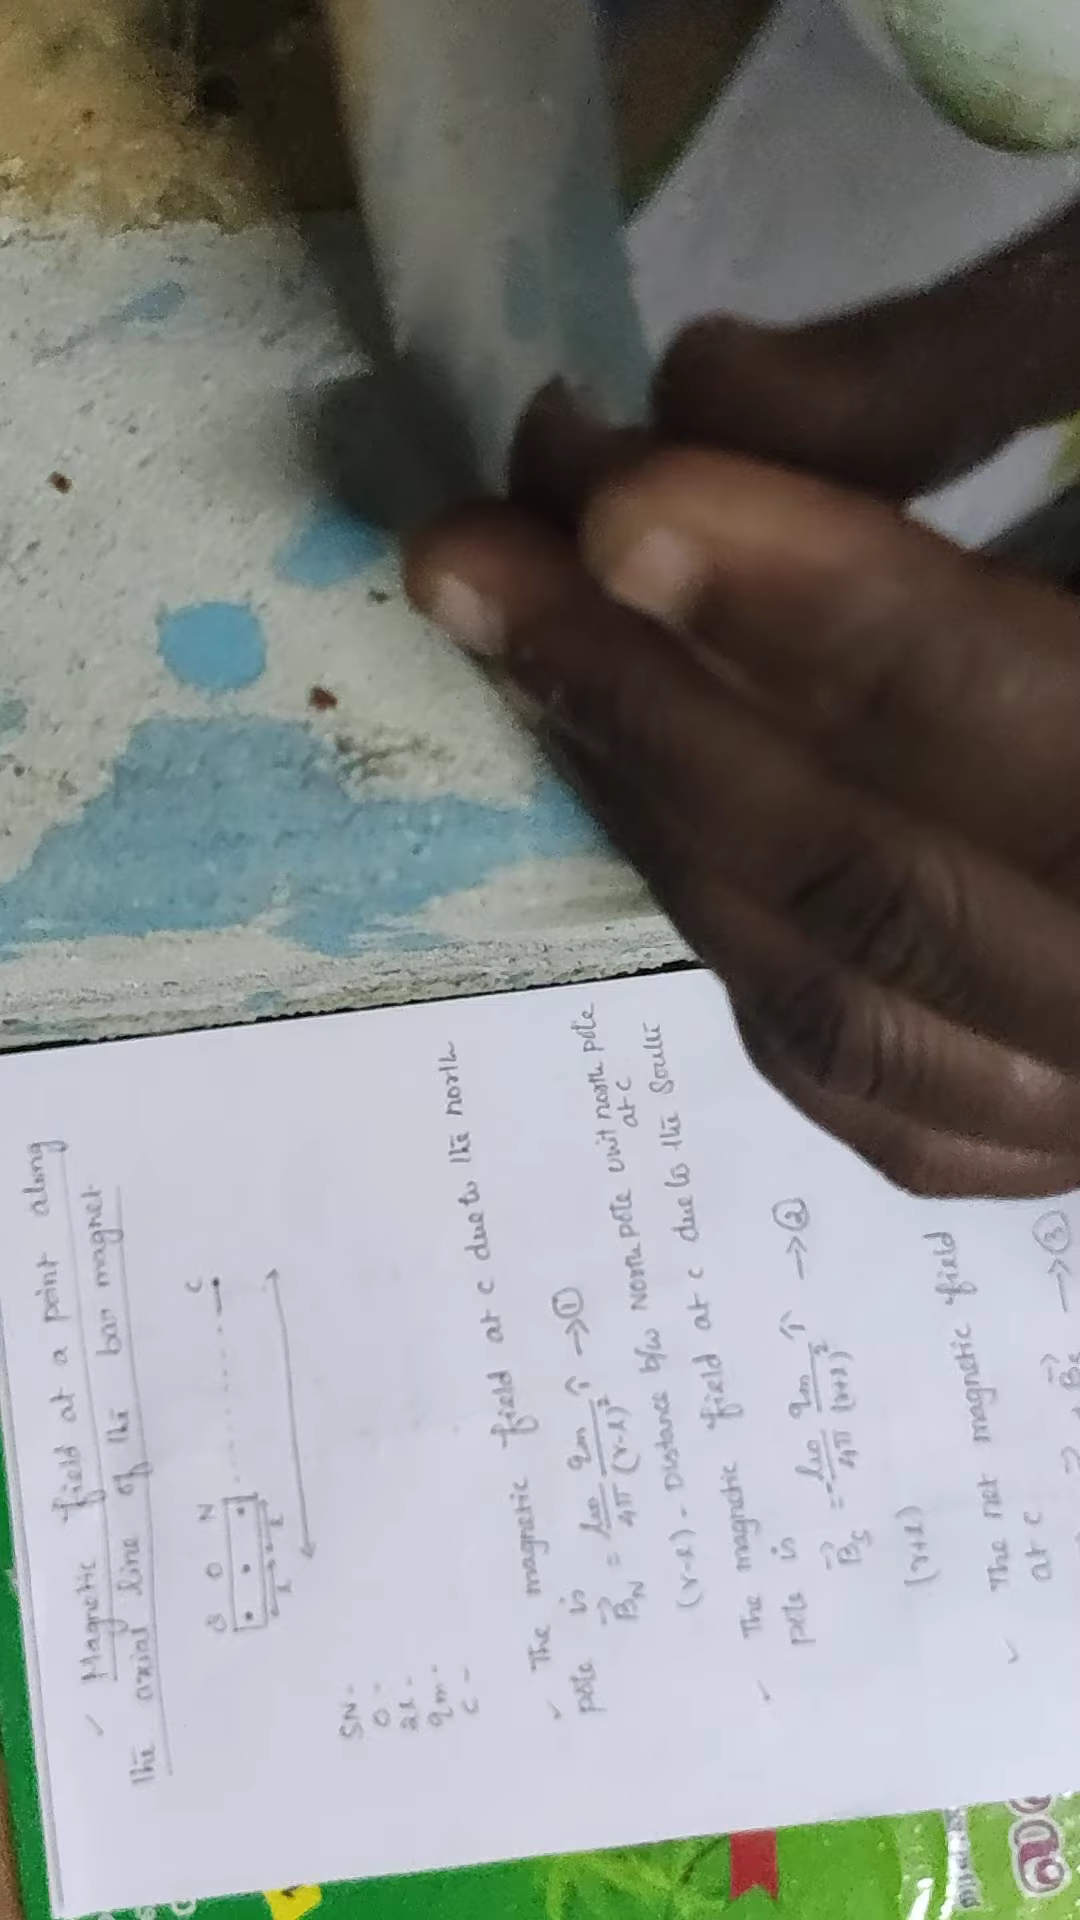 ✓ Magnetic field at a point along
the axial line of the bar magnet
S O N C
l l
SN -
O -
2l -
qm -
C -
✓ The magnetic field at C due to the north
pole is
B⃗N = μ₀/4π qm/(r-l)² î → ①
(r-l) - Distance b/w North pole unit north pole at C
✓ The magnetic field at C due to the South
pole is
B⃗S = -μ₀/4π qm/(r+l)² î → ②
(r+l)
✓ The net magnetic field
at C
→ ③